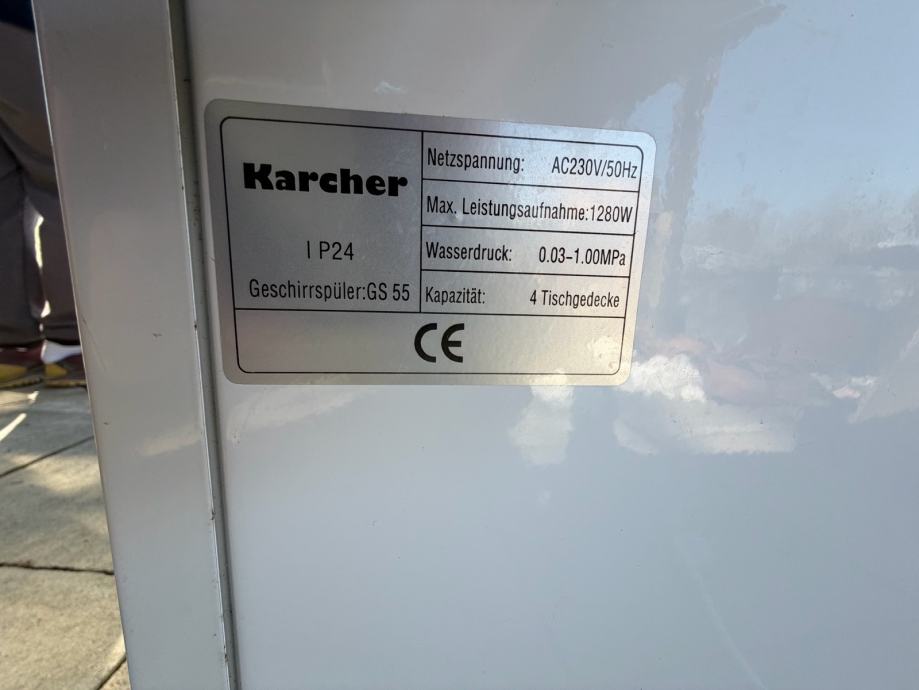 Karcher
I P24
Geschirrspüler:GS 55
Netzspannung: AC230V/50Hz
Max. Leistungsaufnahme:1280W
Wasserdruck: 0.03-1.00MPa
Kapazität: 4 Tischgedecke
CE